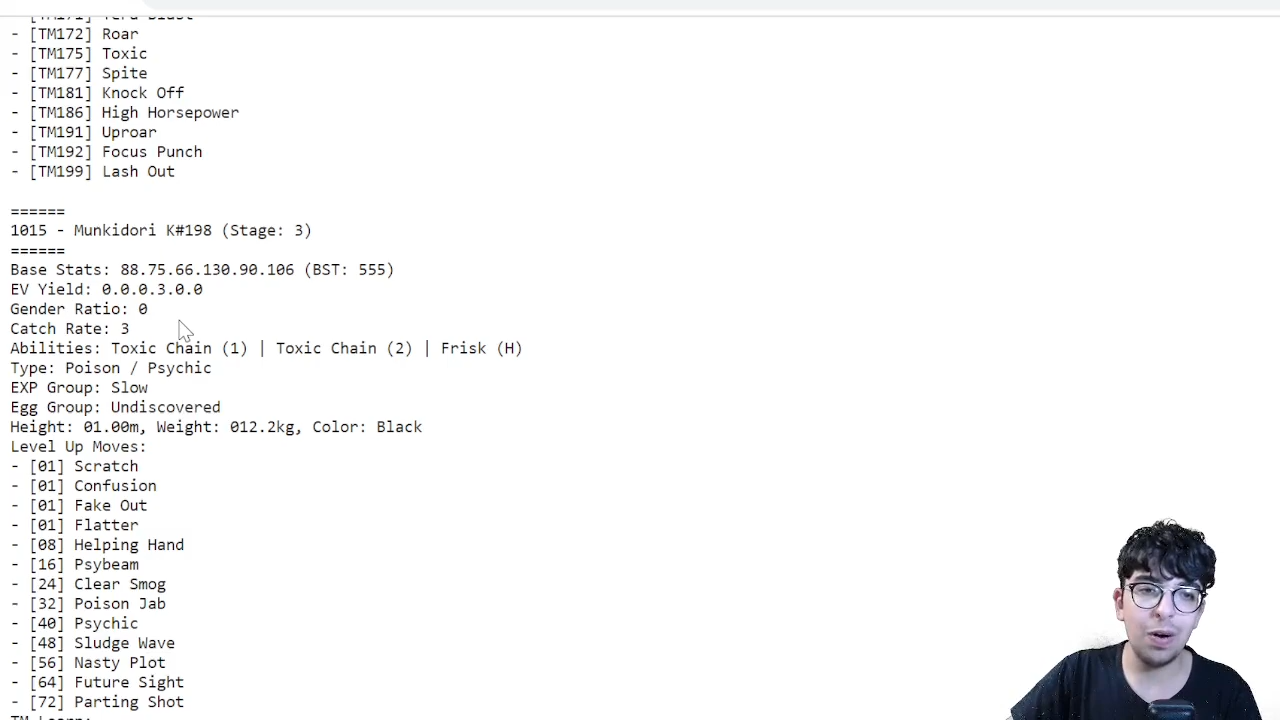 - [TM171] Tera Blast
- [TM172] Roar
- [TM175] Toxic
- [TM177] Spite
- [TM181] Knock Off
- [TM186] High Horsepower
- [TM191] Uproar
- [TM192] Focus Punch
- [TM199] Lash Out
======
1015 - Munkidori K#198 (Stage: 3)
======
Base Stats: 88.75.66.130.90.106 (BST: 555)
EV Yield: 0.0.0.3.0.0
Gender Ratio: 0
Catch Rate: 3
Abilities: Toxic Chain (1) | Toxic Chain (2) | Frisk (H)
Type: Poison / Psychic
EXP Group: Slow
Egg Group: Undiscovered
Height: 01.00m, Weight: 012.2kg, Color: Black
Level Up Moves:
- [01] Scratch
- [01] Confusion
- [01] Fake Out
- [01] Flatter
- [08] Helping Hand
- [16] Psybeam
- [24] Clear Smog
- [32] Poison Jab
- [40] Psychic
- [48] Sludge Wave
- [56] Nasty Plot
- [64] Future Sight
- [72] Parting Shot
TM Learn: